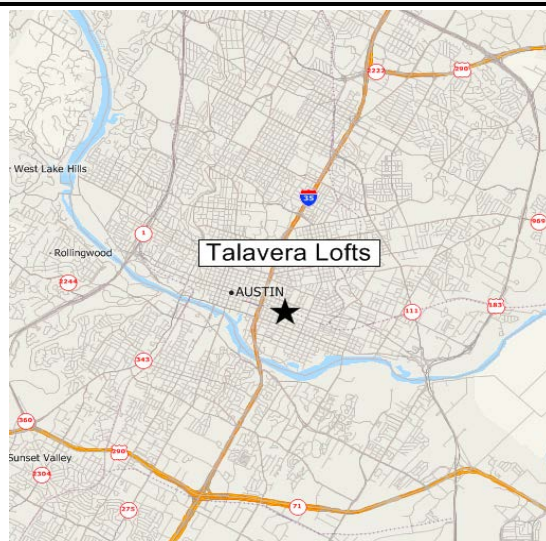 2222
290
West Lake Hills
35
969
1
Rollingwood
Talavera Lofts
2244
AUSTIN
183
111
343
360
290
Sunset Valley
2304
275
71